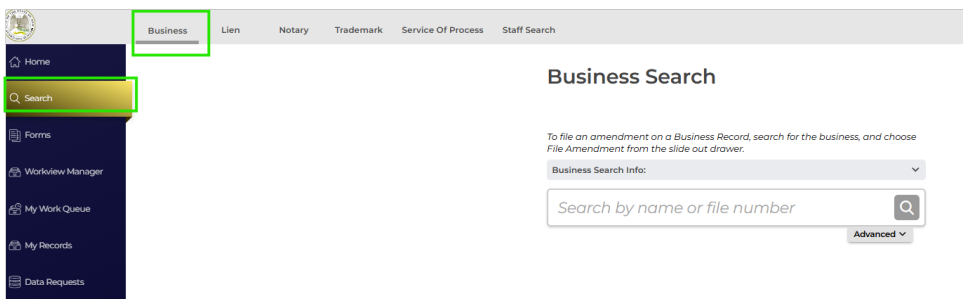 Business Lien Notary Trademark Service Of Process Staff Search
Home
Search
Forms
Workview Manager
My Work Queue
My Records
Data Requests
Business Search
To file an amendment on a Business Record, search for the business, and choose
File Amendment from the slide out drawer.
Business Search Info:
Search by name or file number
Advanced